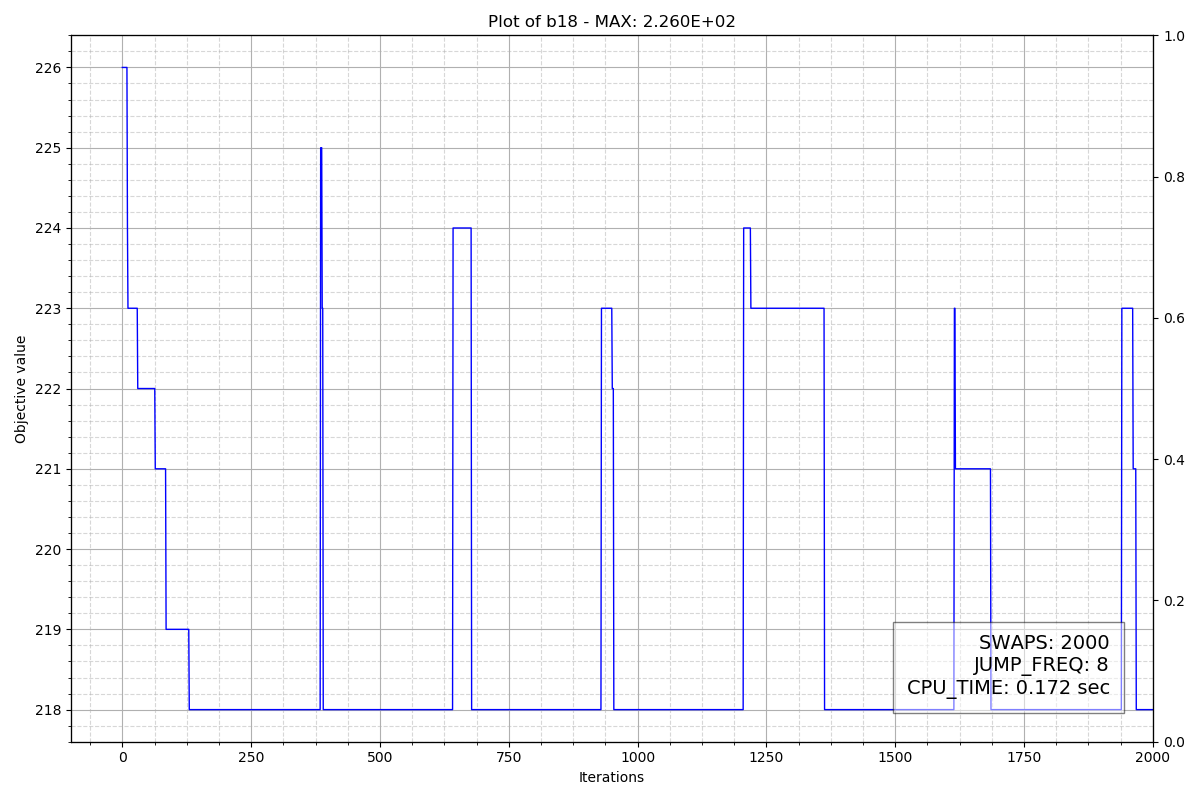 Plot of b18 - MAX: 2.260E+02
Objective value
226
225
224
223
222
221
220
219
218
1.0
0.8
0.6
0.4
0.2
0.0
SWAPS: 2000
JUMP_FREQ: 8
CPU_TIME: 0.172 sec
0 250 500 750 1000 1250 1500 1750 2000
Iterations